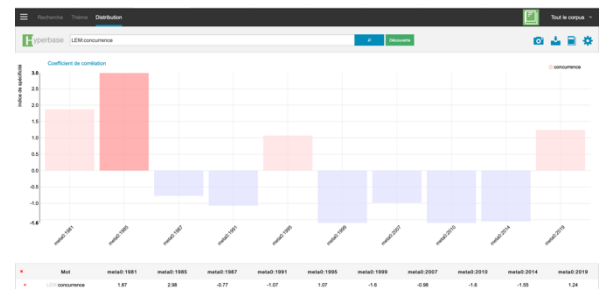 Recherche Thème Distribution Tout le corpus
Hyperbase LEM:concurrence Découverte
Coefficient de corrélation
concurrence
Indice de spécificité
3.0
2.5
2.0
1.5
1.0
0.5
0.0
-0.5
-1.0
-1.6
meta0:1981 meta0:1985 meta0:1987 meta0:1991 meta0:1995 meta0:1999 meta0:2007 meta0:2010 meta0:2014 meta0:2019
Mot meta0:1981 meta0:1985 meta0:1987 meta0:1991 meta0:1995 meta0:1999 meta0:2007 meta0:2010 meta0:2014 meta0:2019
LEM:concurrence 1.87 2.98 -0.77 -1.07 1.07 -1.6 -0.98 -1.6 -1.55 1.24